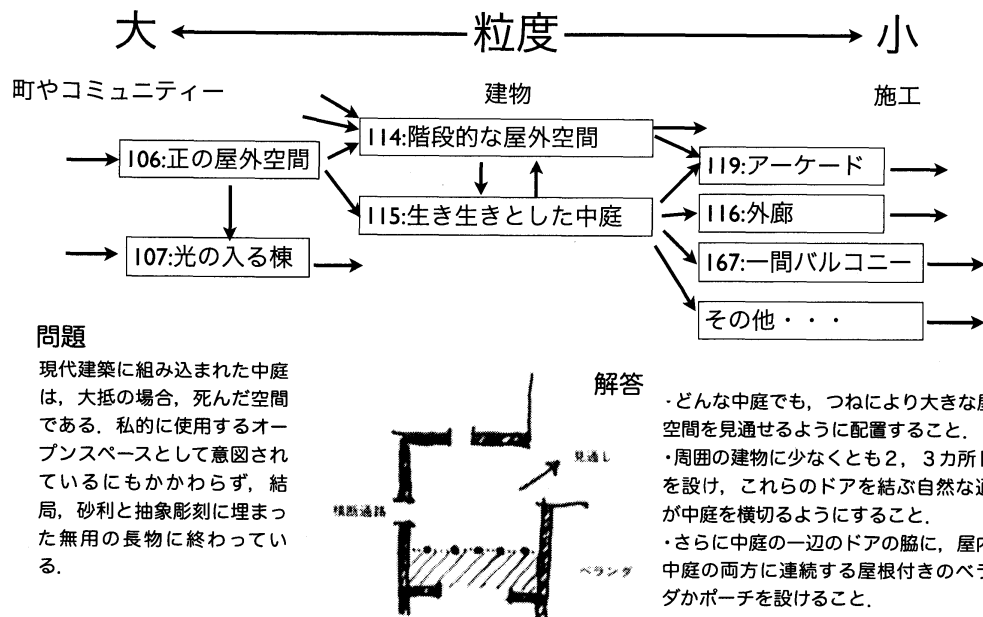 大 粒度 小
町やコミュニティー 建物 施工
114:階段的な屋外空間
106:正の屋外空間
119:アーケード
115:生き生きとした中庭
116:外廊
107:光の入る棟
167:一間バルコニー
その他・・・
問題
現代建築に組み込まれた中庭
は，大抵の場合，死んだ空間
である．私的に使用するオー
プンスペースとして意図され
ているにもかかわらず，結
局，砂利と抽象彫刻に埋まっ
た無用の長物に終わってい
る．
見通し
横断通路
ベランダ
解答
・どんな中庭でも，つねにより大きな
空間を見通せるように配置すること．
・周囲の建物に少なくとも２，３カ所
を設け，これらのドアを結ぶ自然な
が中庭を横切るようにすること．
・さらに中庭の一辺のドアの脇に，屋内
中庭の両方に連続する屋根付きのベラ
ダかポーチを設けること．